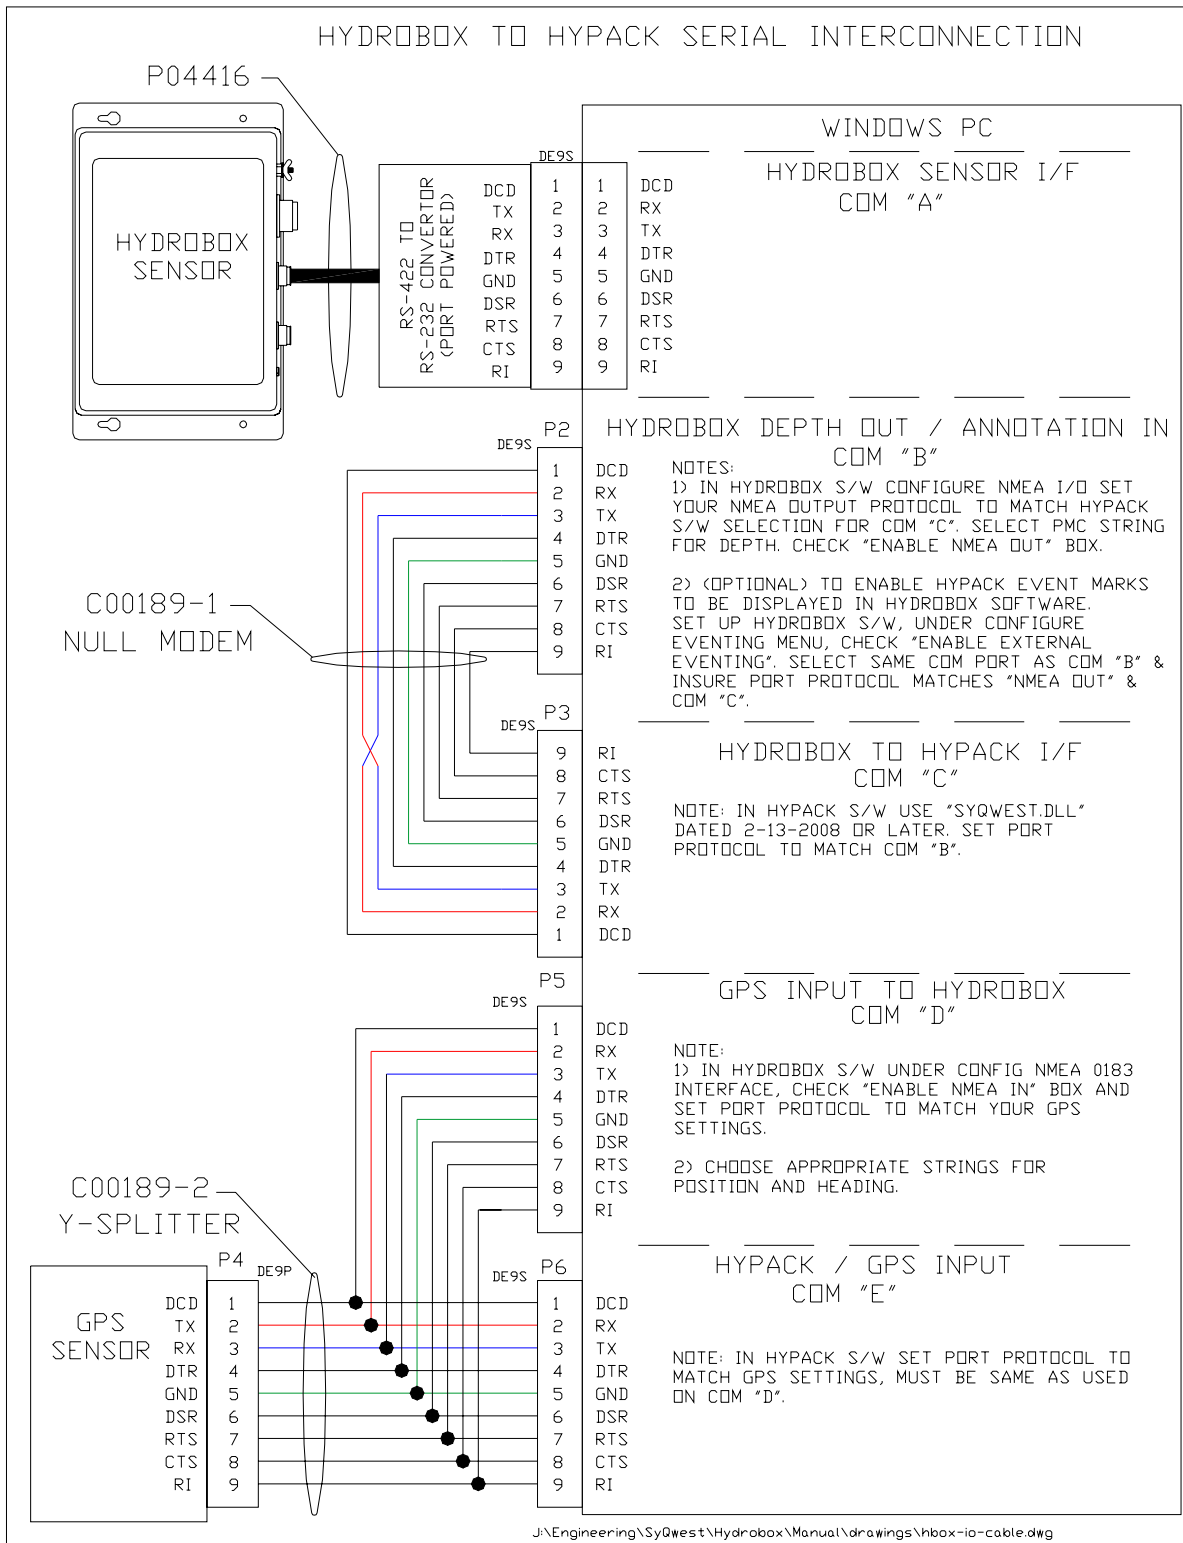 HYDROBOX TO HYPACK SERIAL INTERCONNECTION
P04416
HYDROBOX
SENSOR
RS-422 TO
RS-232 CONVERTOR
(PORT POWERED)
DE9S
DCD 1 1 DCD
TX 2 2 RX
RX 3 3 TX
DTR 4 4 DTR
GND 5 5 GND
DSR 6 6 DSR
RTS 7 7 RTS
CTS 8 8 CTS
RI 9 9 RI
WINDOWS PC
HYDROBOX SENSOR I/F
COM "A"
P2
DE9S
1 DCD
2 RX
3 TX
4 DTR
5 GND
6 DSR
7 RTS
8 CTS
9 RI
HYDROBOX DEPTH OUT / ANNOTATION IN
COM "B"
NOTES:
1) IN HYDROBOX S/W CONFIGURE NMEA I/O SET
YOUR NMEA OUTPUT PROTOCOL TO MATCH HYPACK
S/W SELECTION FOR COM "C". SELECT PMC STRING
FOR DEPTH. CHECK "ENABLE NMEA OUT" BOX.
2) (OPTIONAL) TO ENABLE HYPACK EVENT MARKS
TO BE DISPLAYED IN HYDROBOX SOFTWARE.
SET UP HYDROBOX S/W, UNDER CONFIGURE
EVENTING MENU, CHECK "ENABLE EXTERNAL
EVENTING". SELECT SAME COM PORT AS COM "B" &
INSURE PORT PROTOCOL MATCHES "NMEA OUT" &
COM "C".
C00189-1
NULL MODEM
P3
DE9S
9 RI
8 CTS
7 RTS
6 DSR
5 GND
4 DTR
3 TX
2 RX
1 DCD
HYDROBOX TO HYPACK I/F
COM "C"
NOTE: IN HYPACK S/W USE "SYQWEST.DLL"
DATED 2-13-2008 OR LATER. SET PORT
PROTOCOL TO MATCH COM "B".
P5
DE9S
1 DCD
2 RX
3 TX
4 DTR
5 GND
6 DSR
7 RTS
8 CTS
9 RI
GPS INPUT TO HYDROBOX
COM "D"
NOTE:
1) IN HYDROBOX S/W UNDER CONFIG NMEA 0183
INTERFACE, CHECK "ENABLE NMEA IN" BOX AND
SET PORT PROTOCOL TO MATCH YOUR GPS
SETTINGS.
2) CHOOSE APPROPRIATE STRINGS FOR
POSITION AND HEADING.
C00189-2
Y-SPLITTER
P4
DE9P
GPS
SENSOR
DCD 1
TX 2
RX 3
DTR 4
GND 5
DSR 6
RTS 7
CTS 8
RI 9
P6
DE9S
1 DCD
2 RX
3 TX
4 DTR
5 GND
6 DSR
7 RTS
8 CTS
9 RI
HYPACK / GPS INPUT
COM "E"
NOTE: IN HYPACK S/W SET PORT PROTOCOL TO
MATCH GPS SETTINGS, MUST BE SAME AS USED
ON COM "D".
J:\Engineering\SyQwest\Hydrobox\Manual\drawings\hbox-io-cable.dwg